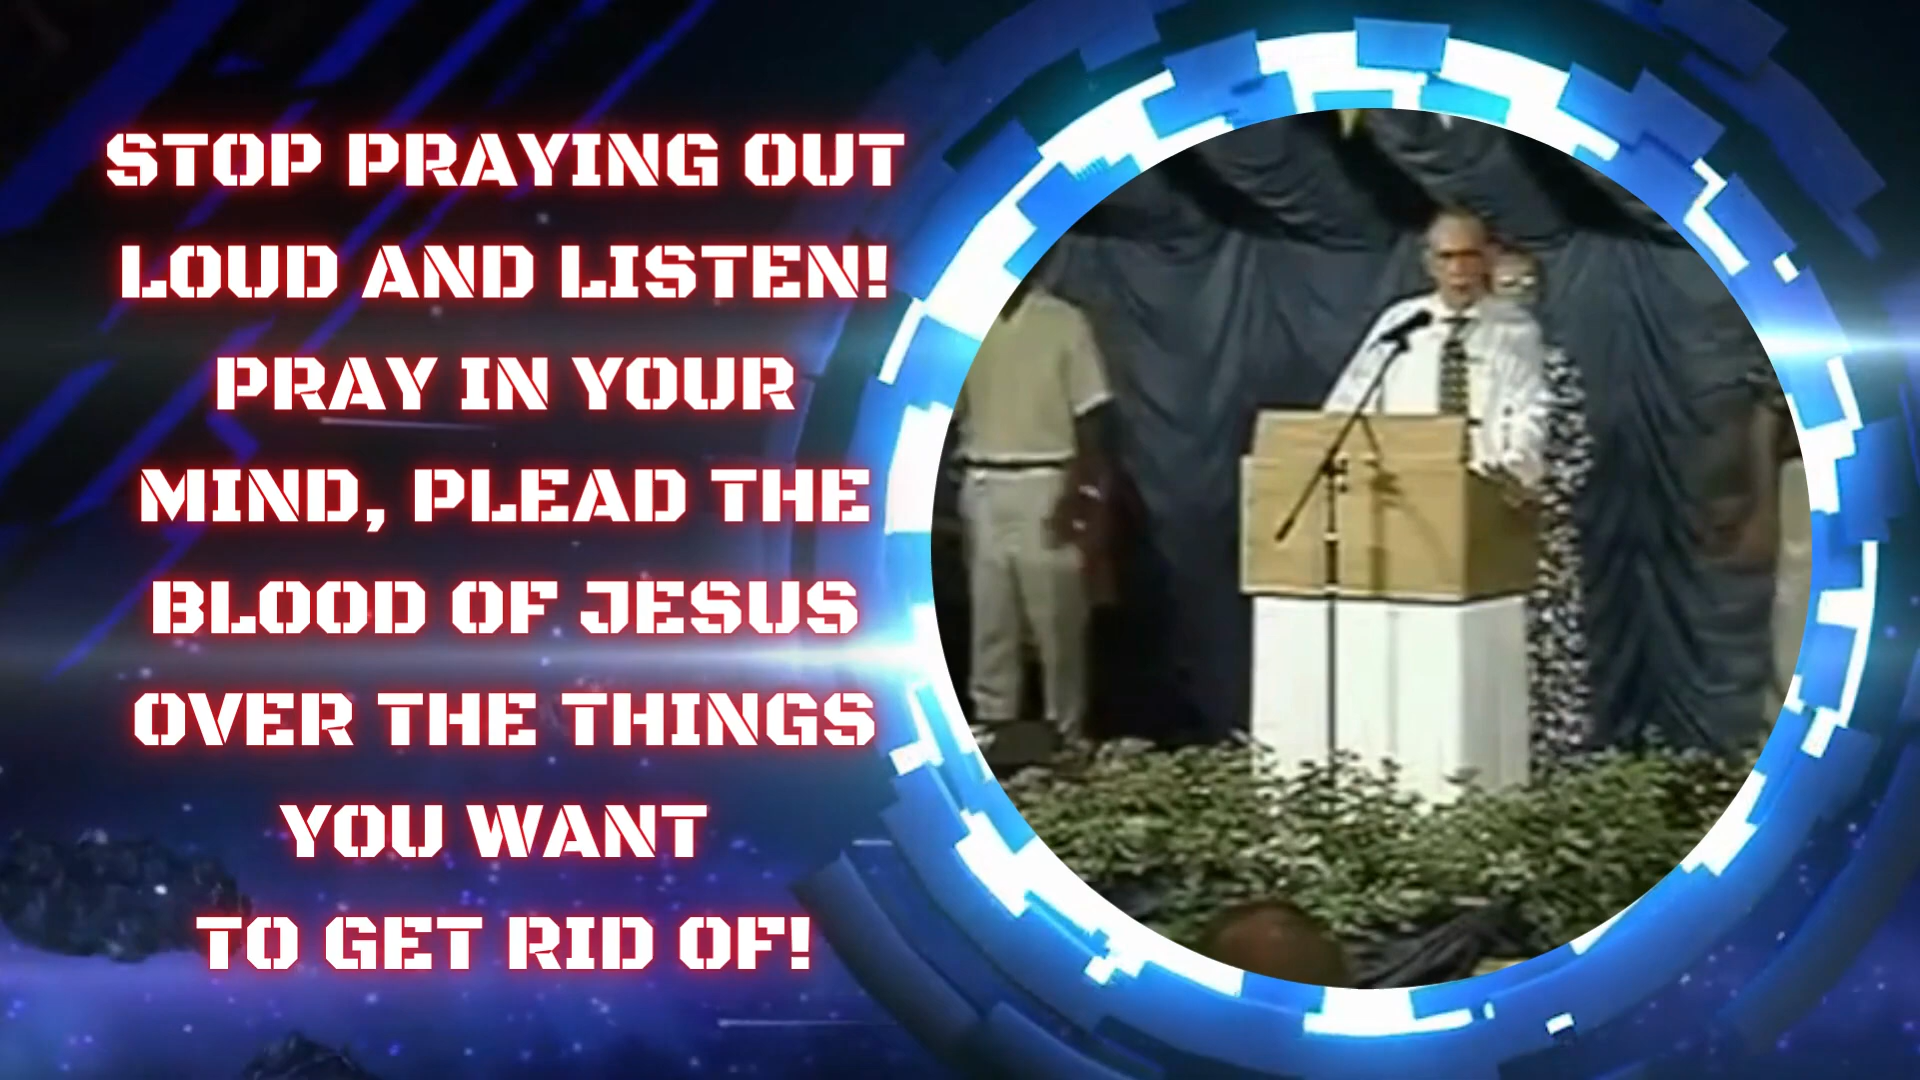 STOP PRAYING OUT
LOUD AND LISTEN!
PRAY IN YOUR
MIND, PLEAD THE
BLOOD OF JESUS
OVER THE THINGS
YOU WANT
TO GET RID OF!